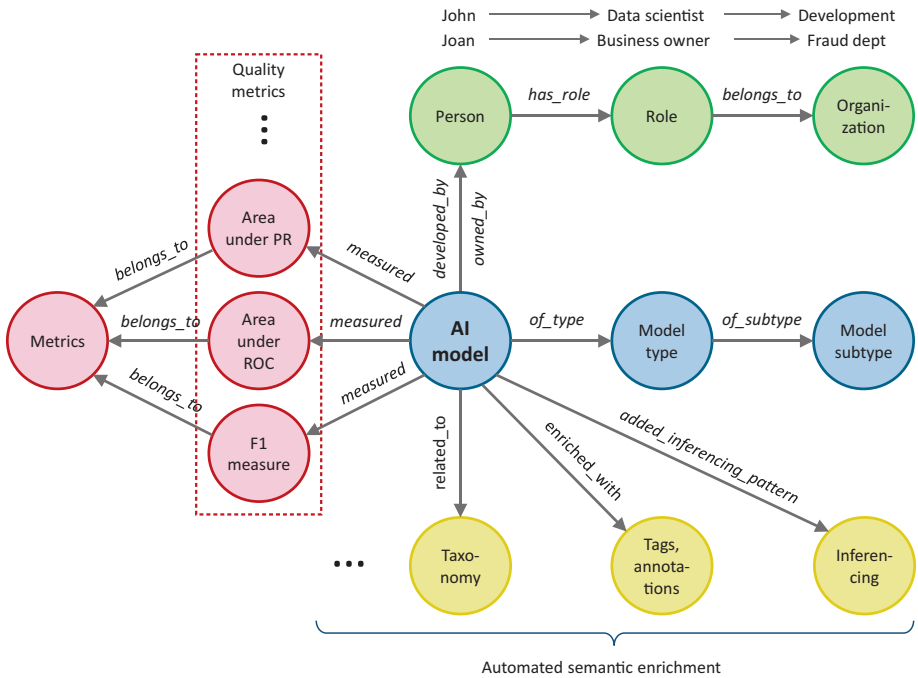 John Data scientist Development
Joan Business owner Fraud dept
Quality
metrics
Person
has_role
Role
belongs_to
Organi-
zation
developed_by
owned_by
Area
under PR
belongs_to
measured
Metrics
belongs_to
Area
under
ROC
measured
AI
model
of_type
Model
type
of_subtype
Model
subtype
belongs_to
F1
measure
measured
related_to
enriched_with
added_inferencing_pattern
Taxo-
nomy
Tags,
annota-
tions
Inferen-
cing
Automated semantic enrichment